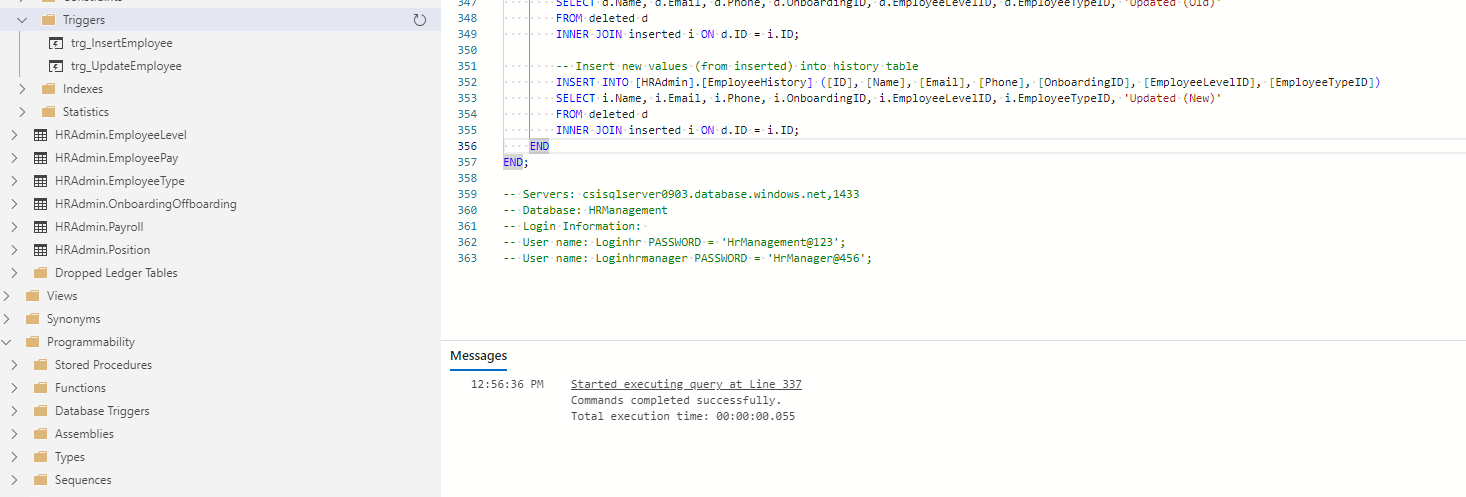 Constraints
Triggers
trg_InsertEmployee
trg_UpdateEmployee
Indexes
Statistics
HRAdmin.EmployeeLevel
HRAdmin.EmployeePay
HRAdmin.EmployeeType
HRAdmin.OnboardingOffboarding
HRAdmin.Payroll
HRAdmin.Position
Dropped Ledger Tables
Views
Synonyms
Programmability
Stored Procedures
Functions
Database Triggers
Assemblies
Types
Sequences
347 SELECT d.Name, d.Email, d.Phone, d.OnboardingID, d.EmployeeLevelID, d.EmployeeTypeID, 'Updated (Old)'
348 FROM deleted d
349 INNER JOIN inserted i ON d.ID = i.ID;
350
351 -- Insert new values (from inserted) into history table
352 INSERT INTO [HRAdmin].[EmployeeHistory] ([ID], [Name], [Email], [Phone], [OnboardingID], [EmployeeLevelID], [EmployeeTypeID])
353 SELECT i.Name, i.Email, i.Phone, i.OnboardingID, i.EmployeeLevelID, i.EmployeeTypeID, 'Updated (New)'
354 FROM deleted d
355 INNER JOIN inserted i ON d.ID = i.ID;
356 END
357 END;
358
359 -- Servers: csisqlserver0903.database.windows.net,1433
360 -- Database: HRManagement
361 -- Login Information:
362 -- User name: Loginhr PASSWORD = 'HrManagement@123';
363 -- User name: Loginhrmanager PASSWORD = 'HrManager@456';
Messages
12:56:36 PM Started executing query at Line 337
Commands completed successfully.
Total execution time: 00:00:00.055